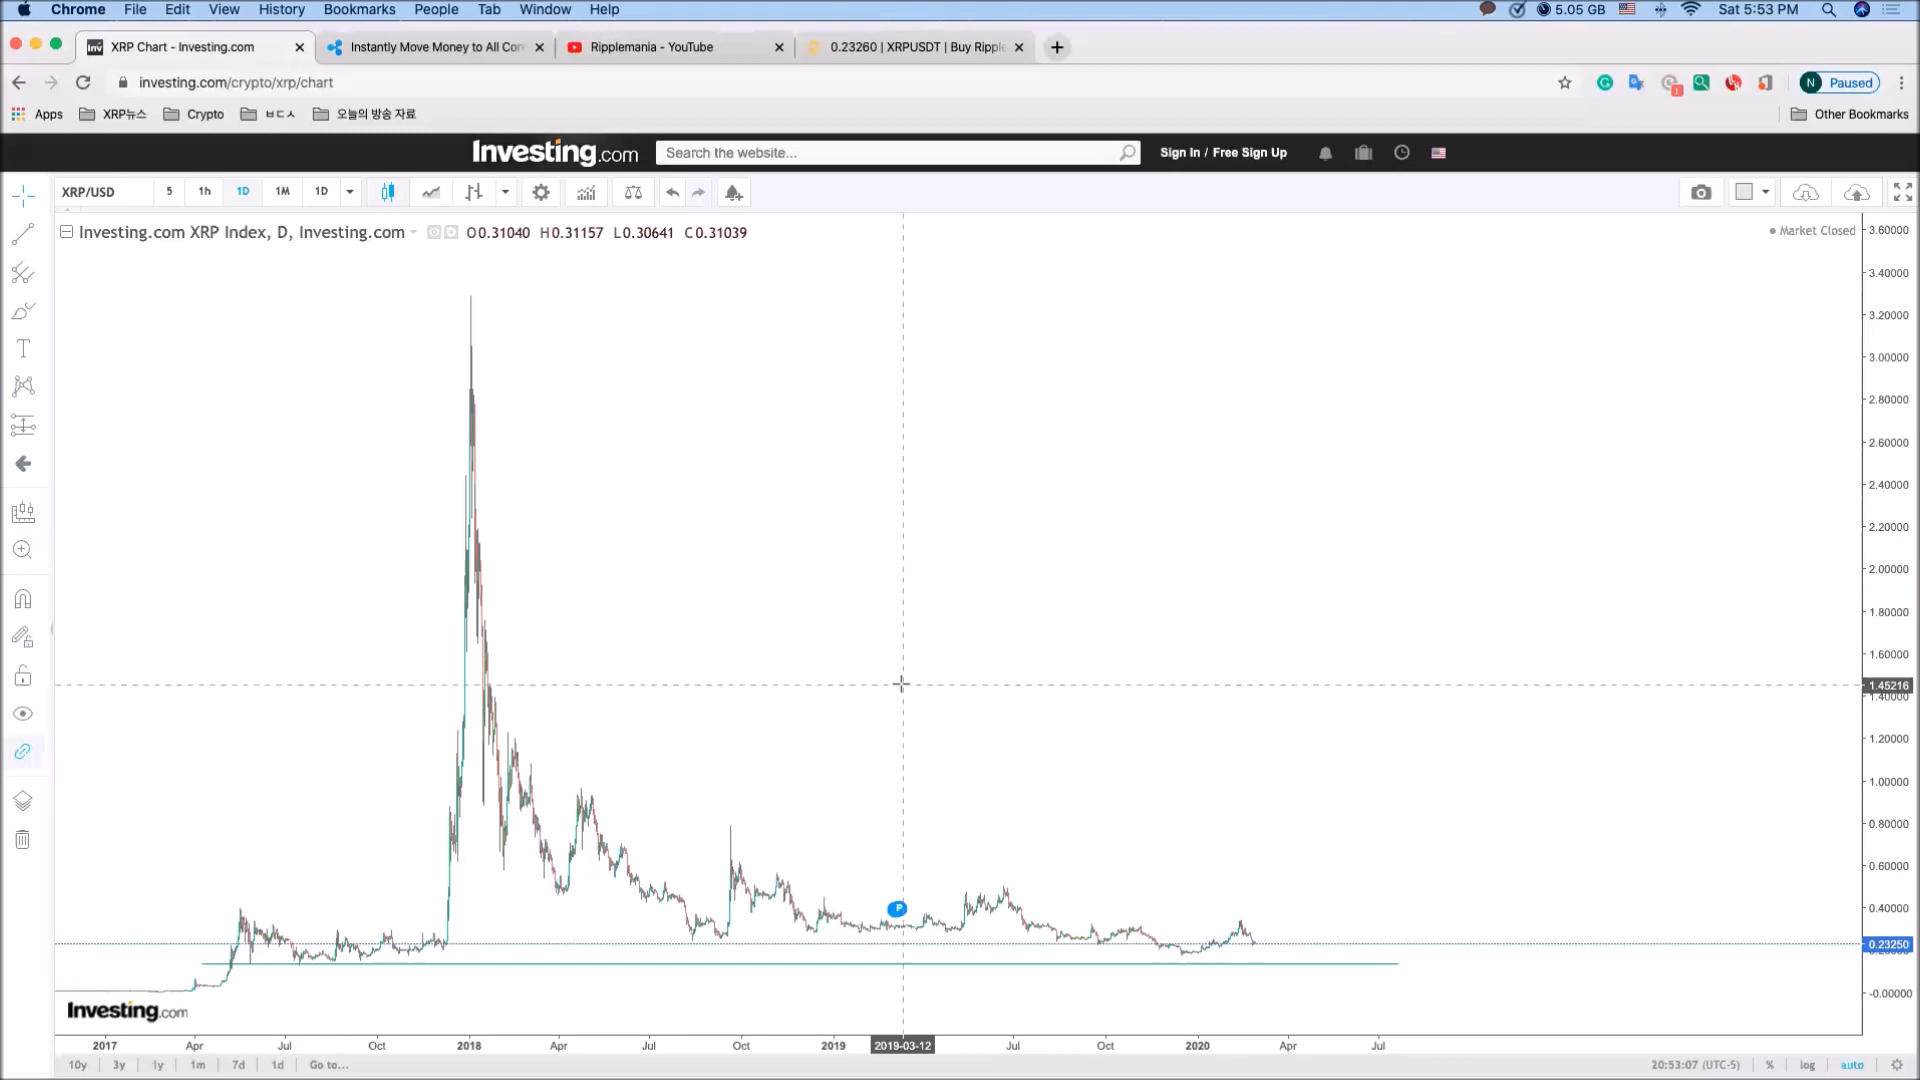 Chrome File Edit View History Bookmarks People Tab Window Help 5.05 GB Sat 5:53 PM
XRP Chart - Investing.com Instantly Move Money to All Cor Ripplemania - YouTube 0.23260 | XRPUSDT | Buy Ripple
investing.com/crypto/xrp/chart N Paused
Apps XRP뉴스 Crypto ㅂㄷㅅ 오늘의 방송 자료 Other Bookmarks
Investing.com Search the website... Sign In / Free Sign Up
XRP/USD 5 1h 1D 1M 1D
Investing.com XRP Index, D, Investing.com O0.31040 H0.31157 L0.30641 C0.31039 Market Closed
3.60000
3.40000
3.20000
3.00000
2.80000
2.60000
2.40000
2.20000
2.00000
1.80000
1.60000
1.45216
1.40000
1.20000
1.00000
0.80000
0.60000
P
0.40000
0.23250
-0.00000
Investing.com
2017 Apr Jul Oct 2018 Apr Jul Oct 2019 2019-03-12 Jul Oct 2020 Apr Jul
10y 3y 1y 1m 7d 1d Go to... 20:53:07 (UTC-5) % log auto